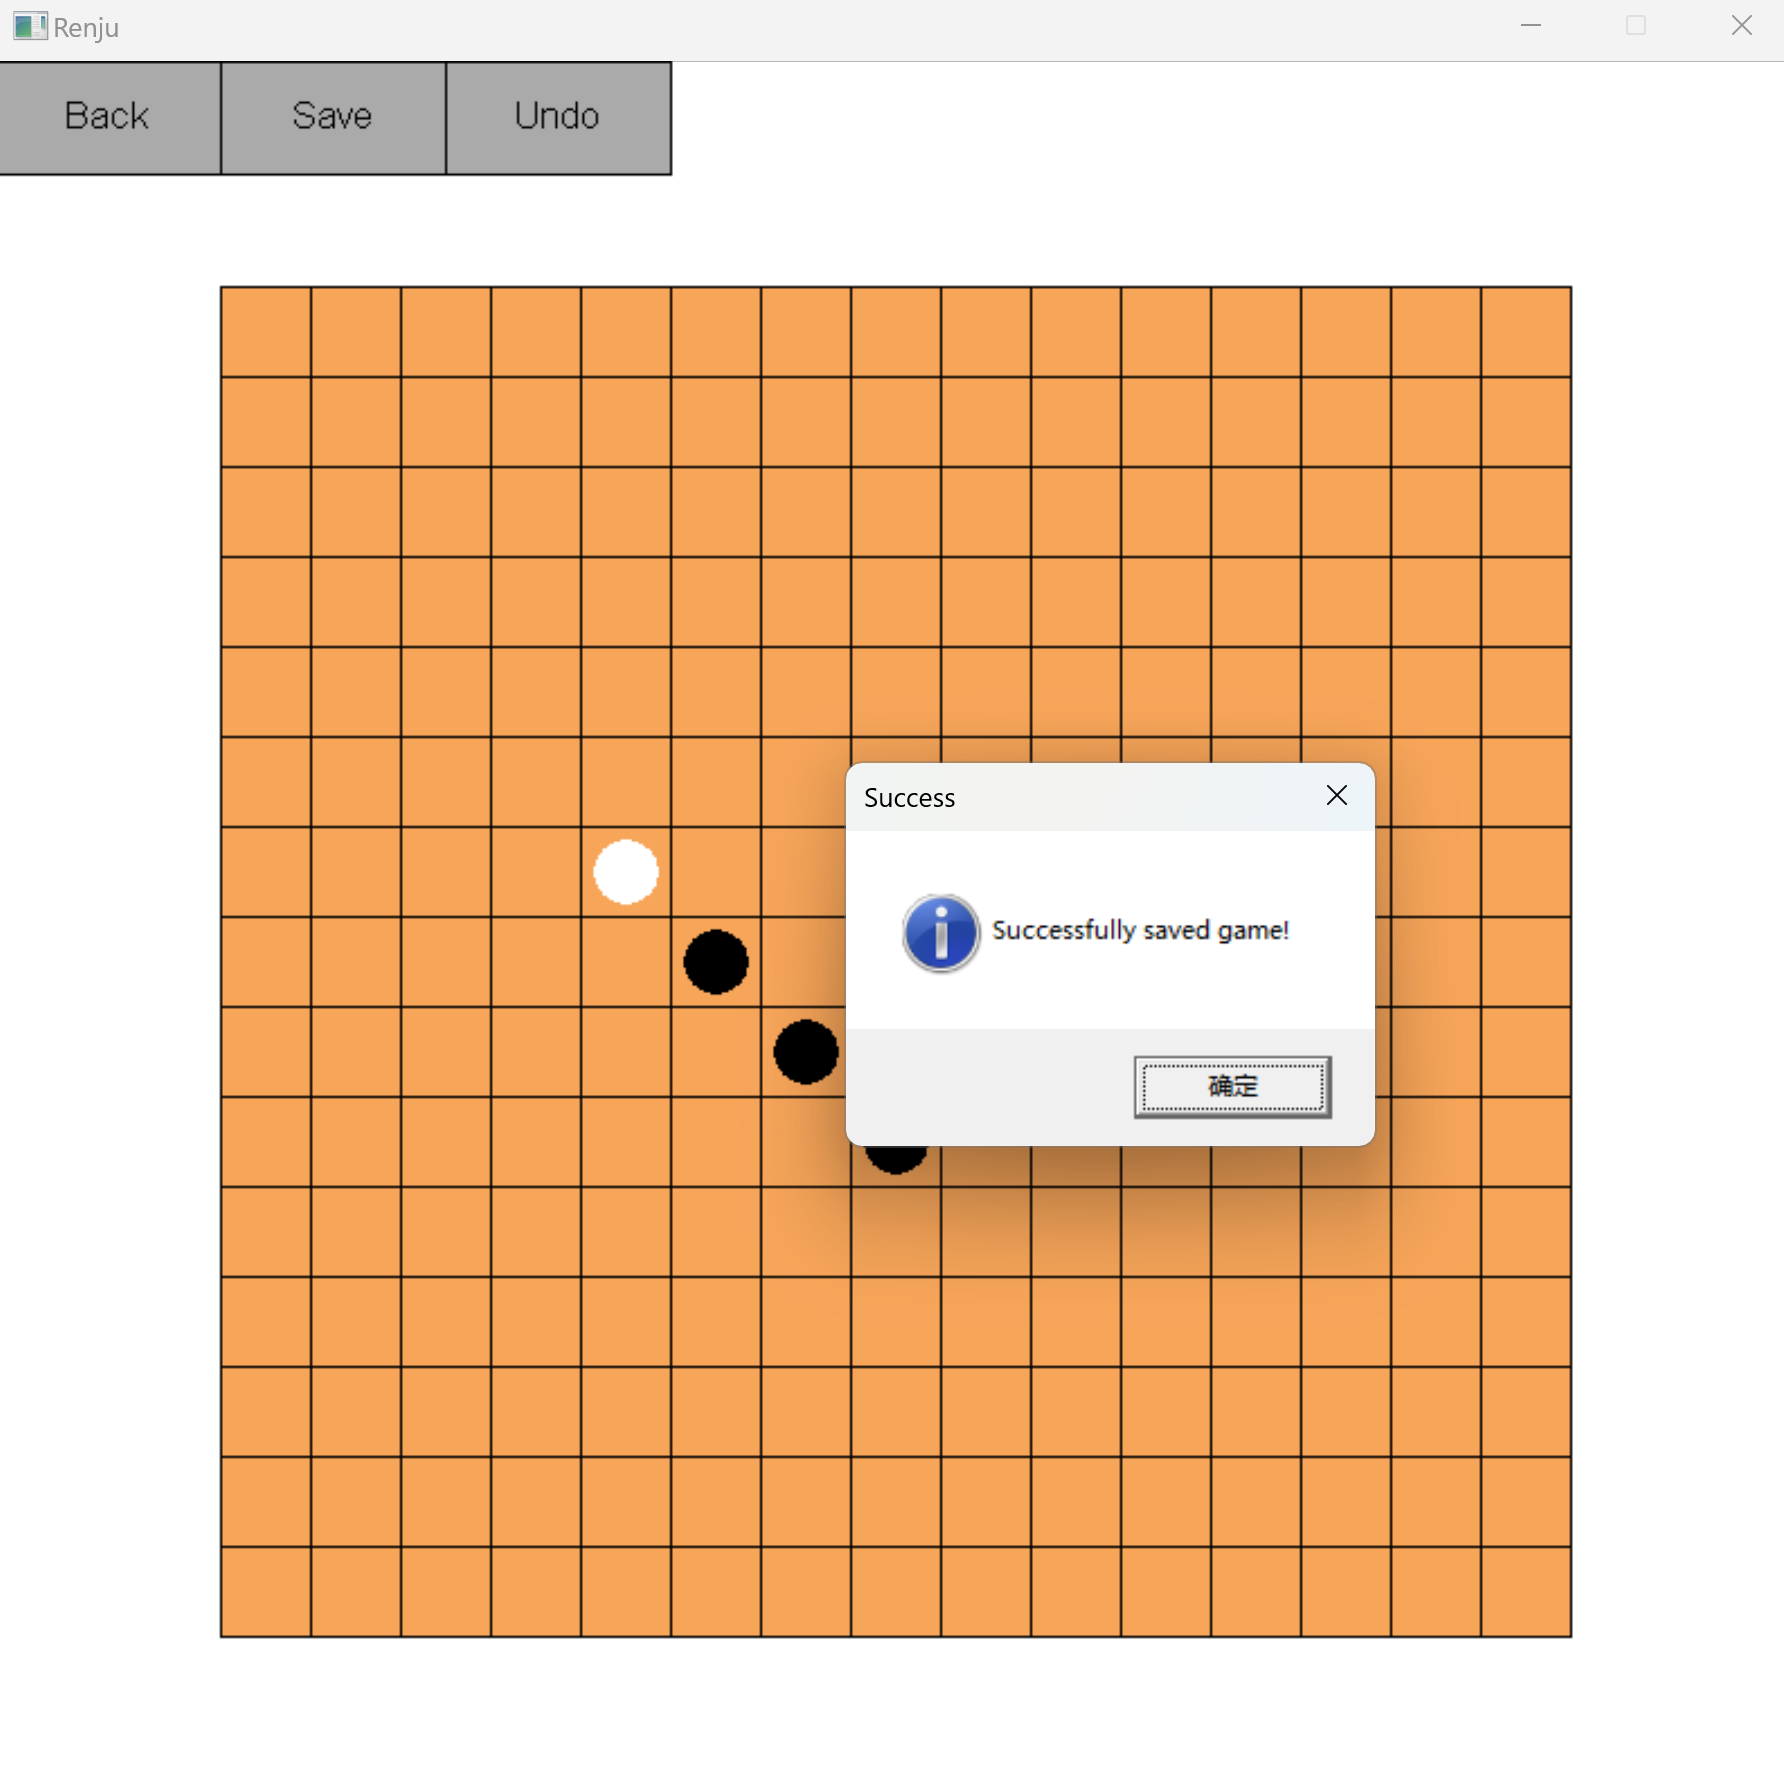 Renju
Back
Save
Undo
Success
Successfully saved game!
确定